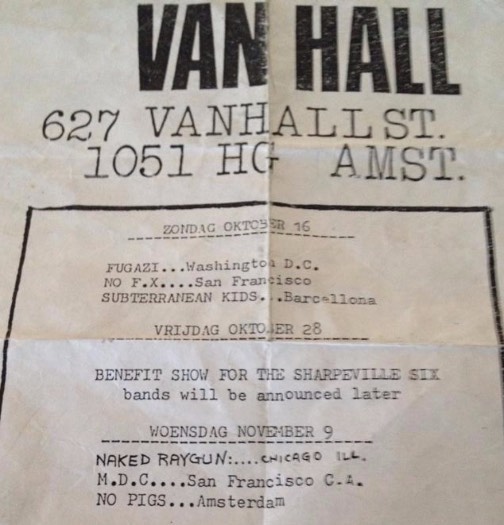 VAN HALL
627 VANHALL ST.
1051 HG AMST.
ZONDAG OKTOBER 16
FUGAZI...Washington D.C.
NO F.X....San Francisco
SUBTERRANEAN KIDS...Barcellona
VRIJDAG OKTOBER 28
BENEFIT SHOW FOR THE SHARPEVILLE SIX
bands will be announced later
WOENSDAG NOVEMBER 9
NAKED RAYGUN:....CHICAGO ILL.
M.D.C....San Francisco C.A.
NO PIGS...Amsterdam